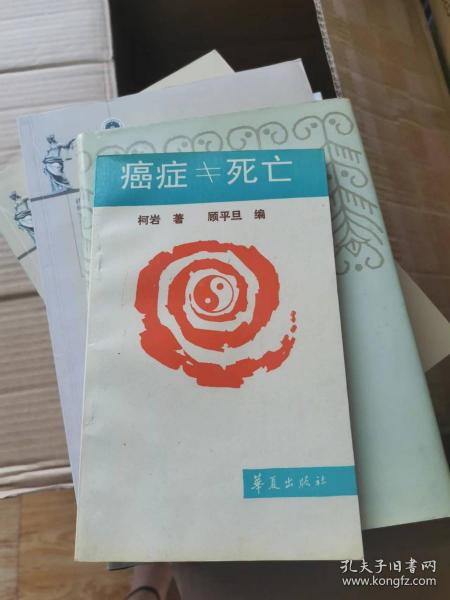 癌症≠死亡
柯岩 著 顾平旦 编
华夏出版社
孔夫子旧书网
www.kongfz.com